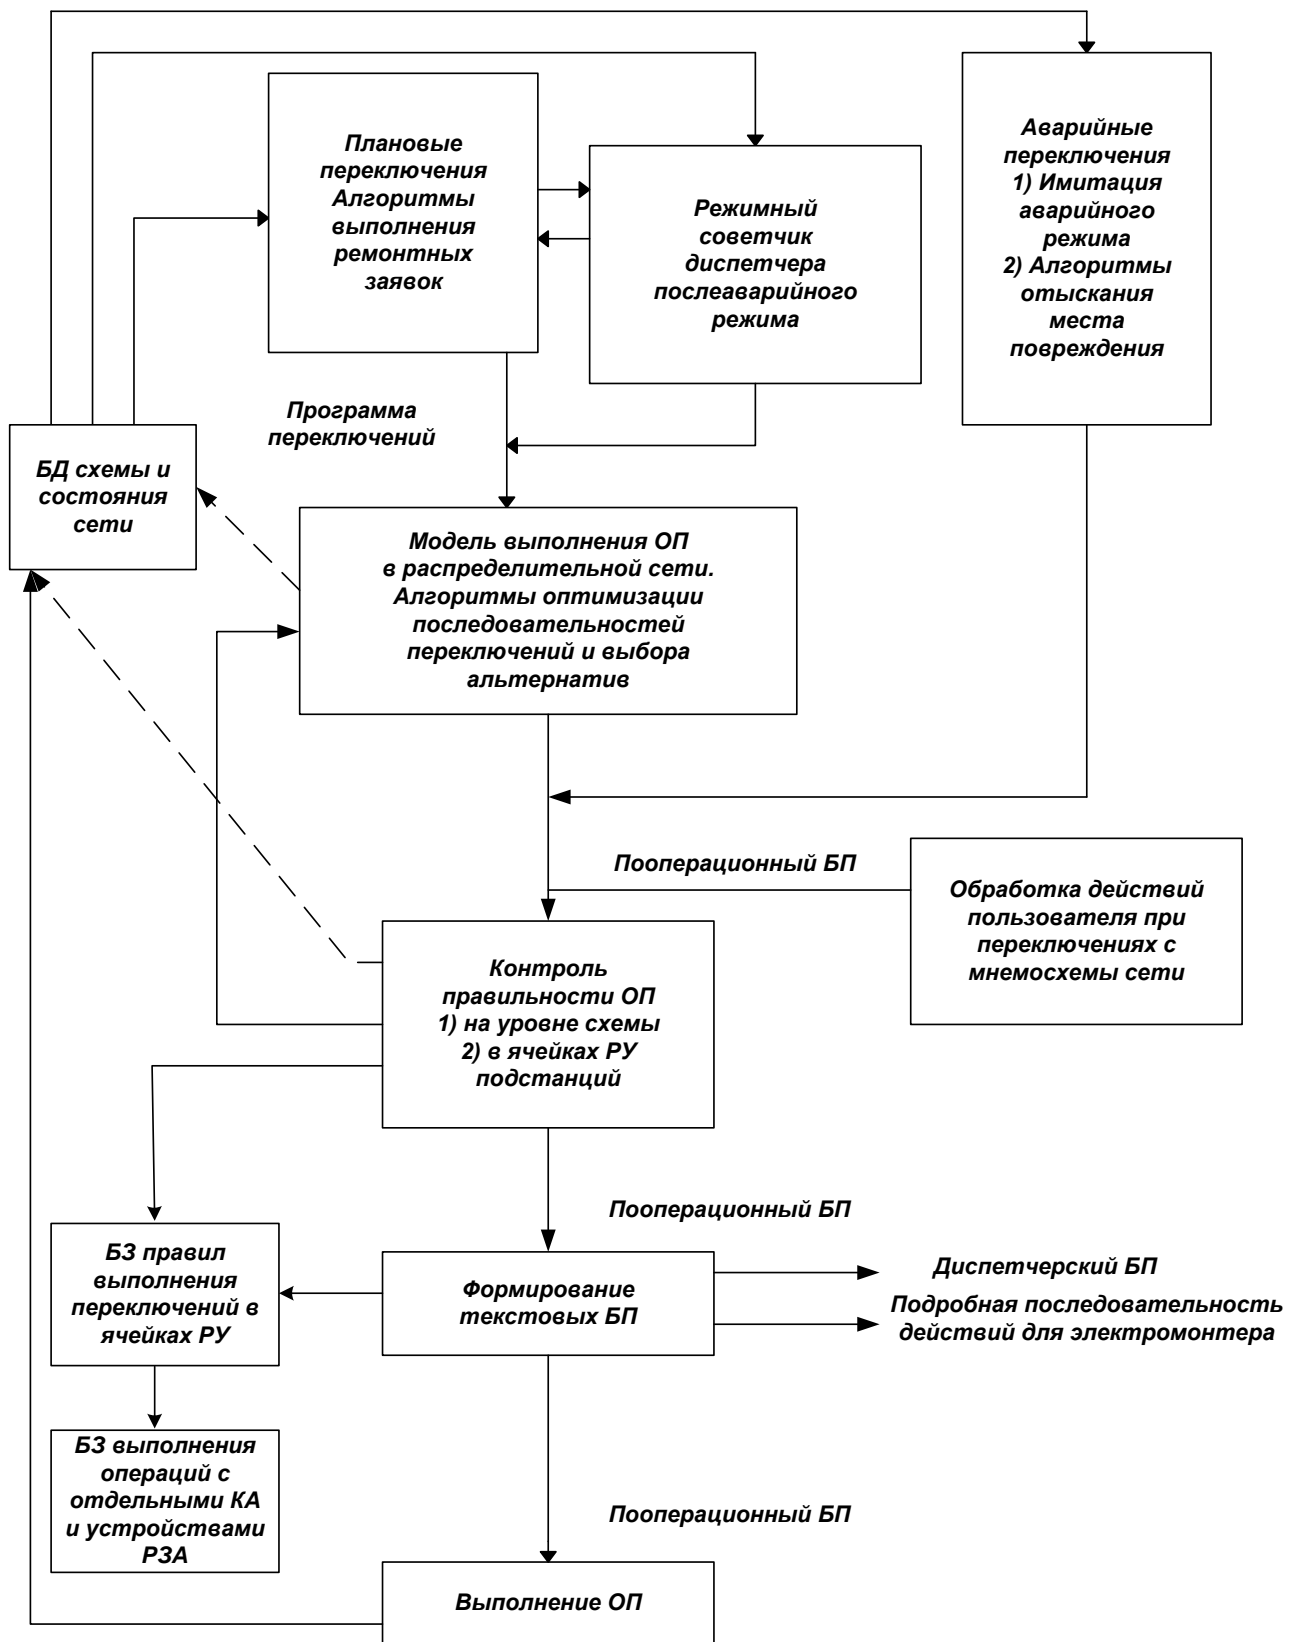 Плановые
переключения
Алгоритмы
выполнения
ремонтных
заявок
Режимный
советчик
диспетчера
послеаварийного
режима
Аварийные
переключения
1) Имитация
аварийного
режима
2) Алгоритмы
отыскания
места
повреждения
Программа
переключений
БД схемы и
состояния
сети
Модель выполнения ОП
в распределительной сети.
Алгоритмы оптимизации
последовательностей
переключений и выбора
альтернатив
Пооперационный БП
Обработка действий
пользователя при
переключениях с
мнемосхемы сети
Контроль
правильности ОП
1) на уровне схемы
2) в ячейках РУ
подстанций
Пооперационный БП
БЗ правил
выполнения
переключений в
ячейках РУ
Формирование
текстовых БП
Диспетчерский БП
Подробная последовательность
действий для электромонтера
БЗ выполнения
операций с
отдельными КА
и устройствами
РЗА
Пооперационный БП
Выполнение ОП